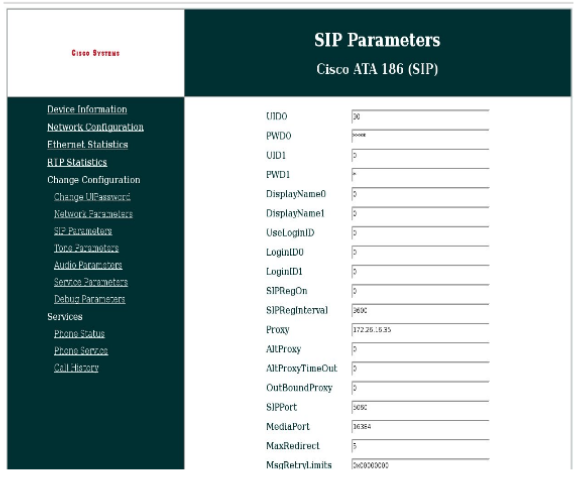 CISCO SYSTEMS
SIP Parameters
Cisco ATA 186 (SIP)
Device Information
Network Configuration
Ethernet Statistics
RTP Statistics
Change Configuration
Change UIPassword
Network Parameters
SIP Parameters
Tone Parameters
Audio Parameters
Service Parameters
Debug Parameters
Services
Phone Status
Phone Service
Call History
UID0
PWD0 ****
UID1 0
PWD1 *
DisplayName0 0
DisplayName1 0
UseLoginID 0
LoginID0 0
LoginID1 0
SIPRegOn 0
SIPRegInterval 3600
Proxy 172.26.16.35
AltProxy 0
AltProxyTimeOut 0
OutBoundProxy 0
SIPPort 5060
MediaPort 16384
MaxRedirect 5
MsgRetryLimits 0x00000000